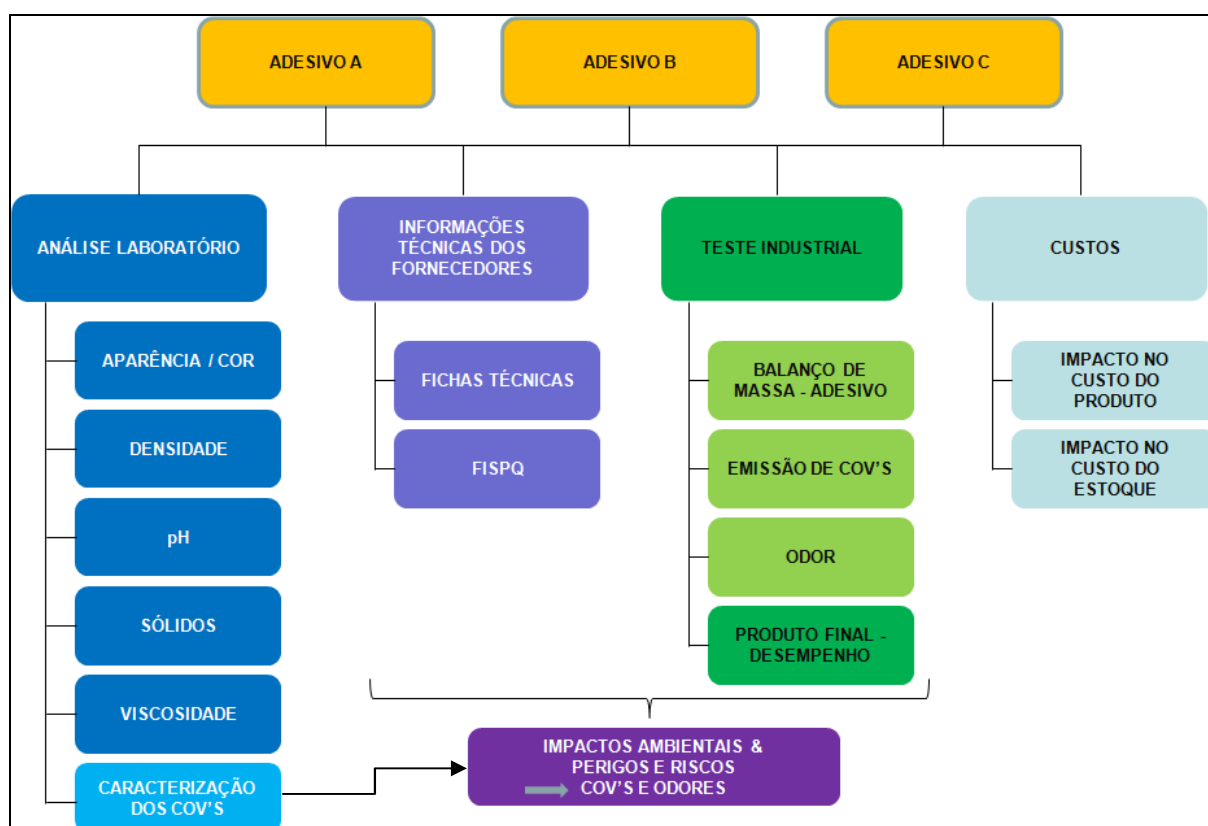 ADESIVO A
ADESIVO B
ADESIVO C
ANÁLISE LABORATÓRIO
INFORMAÇÕES
TÉCNICAS DOS
FORNECEDORES
TESTE INDUSTRIAL
CUSTOS
APARÊNCIA / COR
DENSIDADE
pH
SÓLIDOS
VISCOSIDADE
CARACTERIZAÇÃO
DOS COV'S
FICHAS TÉCNICAS
FISPQ
BALANÇO DE
MASSA - ADESIVO
EMISSÃO DE COV'S
ODOR
PRODUTO FINAL -
DESEMPENHO
IMPACTO NO
CUSTO DO
PRODUTO
IMPACTO NO
CUSTO DO
ESTOQUE
IMPACTOS AMBIENTAIS &
PERIGOS E RISCOS
COV'S E ODORES